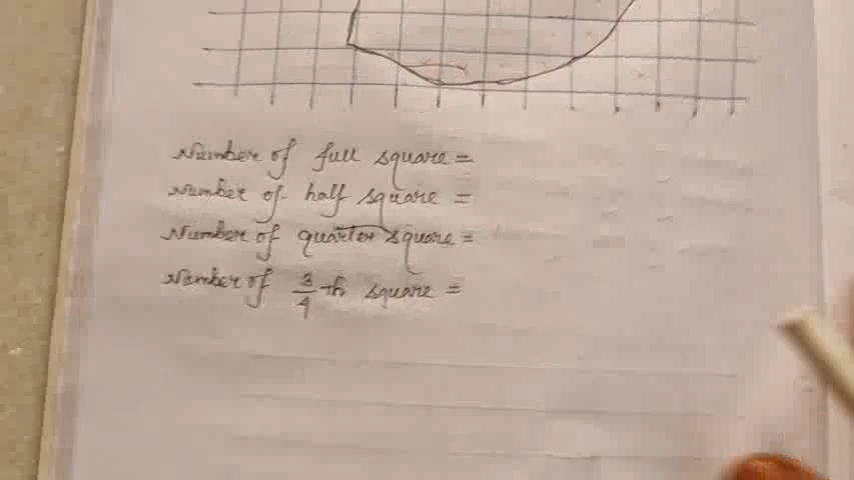 Number of full square =
Number of half square =
Number of quarter square =
Number of 3/4 th square =